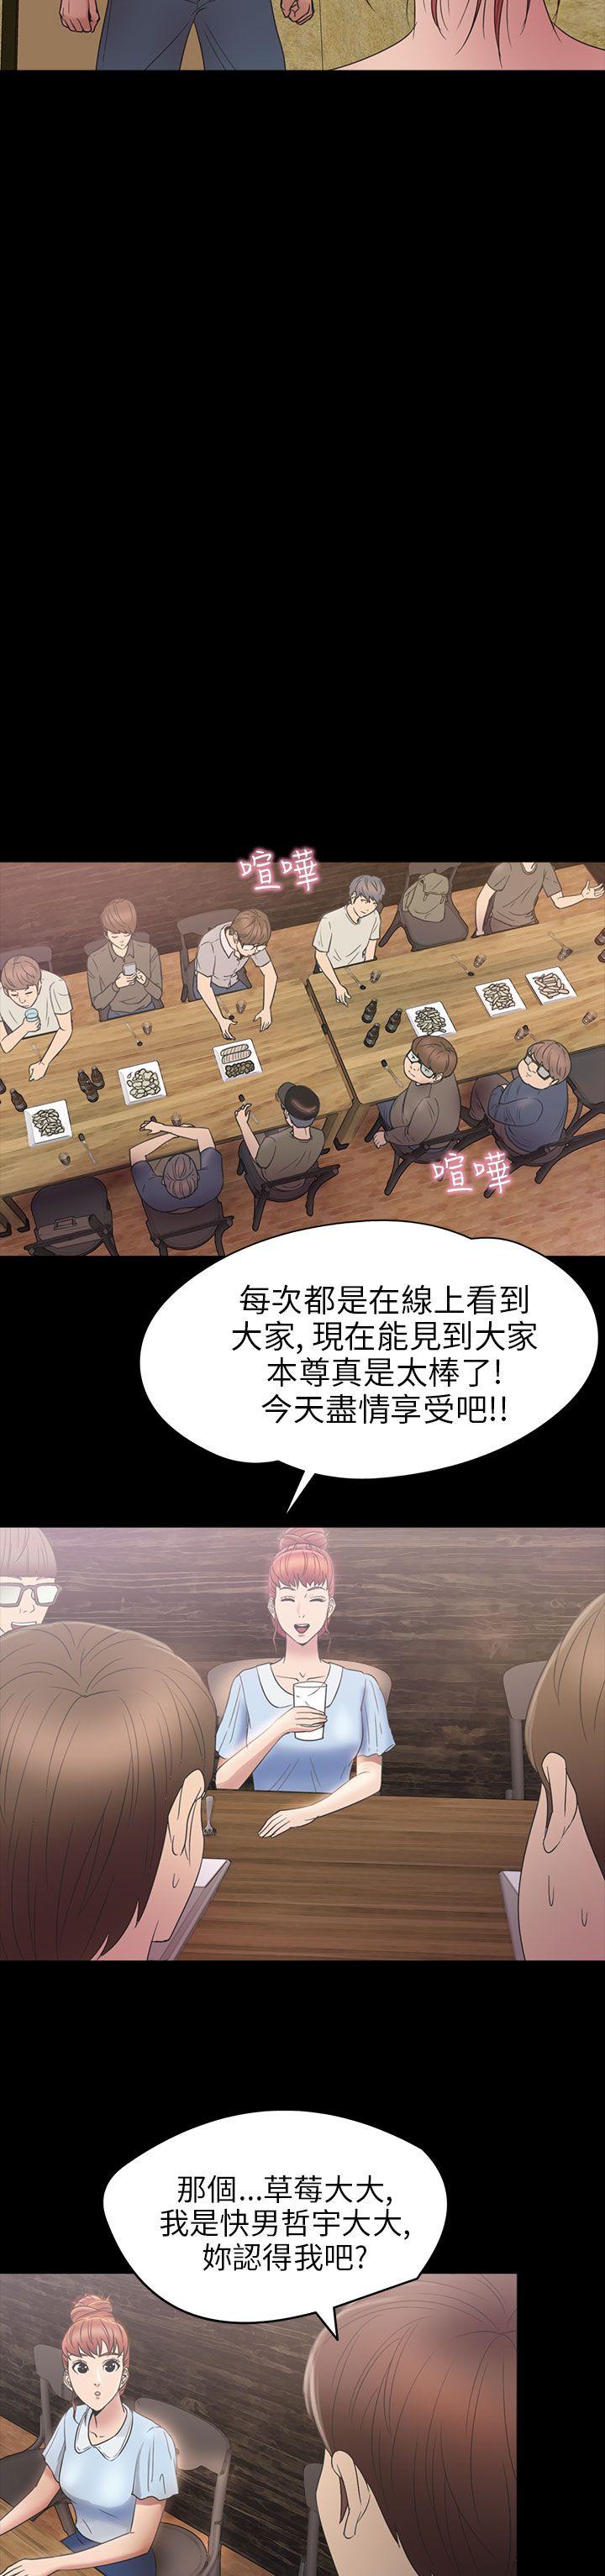 喧嘩
喧嘩
每次都是在線上看到
大家, 現在能見到大家
本尊真是太棒了!
今天盡情享受吧!!
那個...草莓大大,
我是快男哲宇大大,
妳認得我吧?